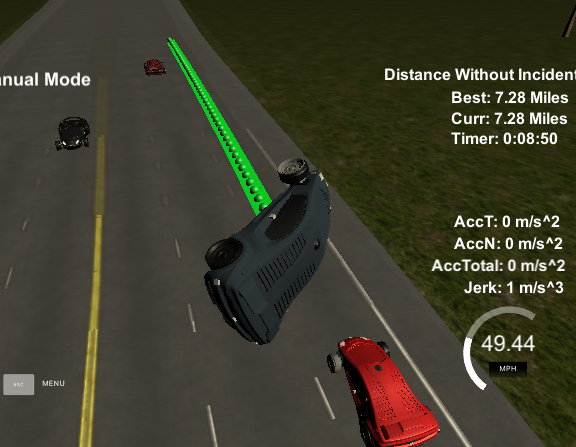 anual Mode
Distance Without Incident
Best: 7.28 Miles
Curr: 7.28 Miles
Timer: 0:08:50
AccT: 0 m/s^2
AccN: 0 m/s^2
AccTotal: 0 m/s^2
Jerk: 1 m/s^3
49.44
MPH
ESC MENU